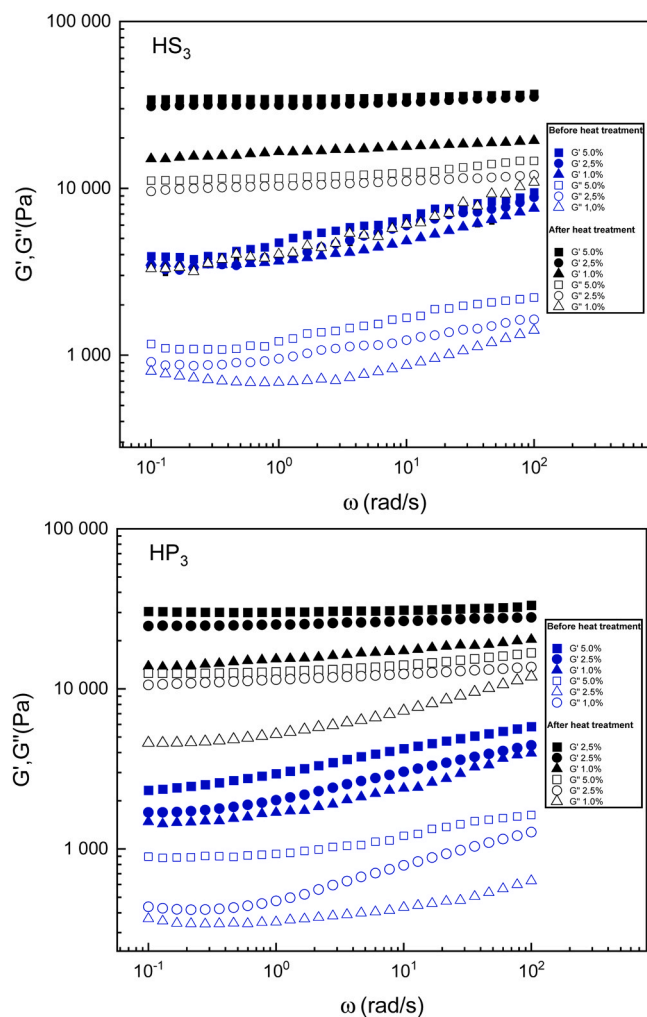 HS₃
100 000
10 000
1 000
G',G''(Pa)
10⁻¹
10⁰
10¹
10²
ω (rad/s)
Before heat treatment
G' 5.0%
G' 2,5%
G' 1.0%
G'' 5.0%
G'' 2,5%
G'' 1,0%
After heat treatment
G' 5.0%
G' 2.5%
G' 1.0%
G'' 5.0%
G'' 2.5%
G'' 1.0%
HP₃
100 000
10 000
1 000
G',G''(Pa)
10⁻¹
10⁰
10¹
10²
ω (rad/s)
Before heat treatment
G' 5.0%
G' 2.5%
G' 1.0%
G'' 5.0%
G'' 2.5%
G'' 1,0%
After heat treatment
G' 2,5%
G' 2.5%
G' 1.0%
G'' 5.0%
G'' 2.5%
G'' 1.0%